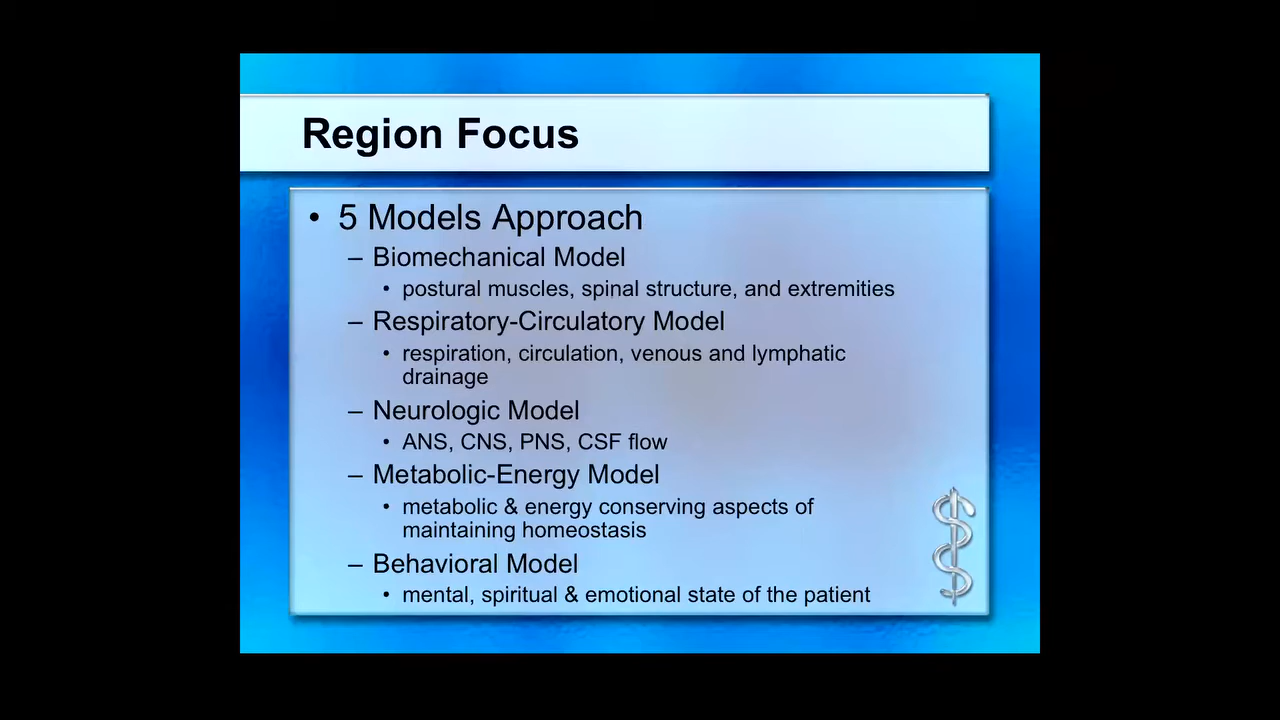 Region Focus
• 5 Models Approach
– Biomechanical Model
• postural muscles, spinal structure, and extremities
– Respiratory-Circulatory Model
• respiration, circulation, venous and lymphatic
drainage
– Neurologic Model
• ANS, CNS, PNS, CSF flow
– Metabolic-Energy Model
• metabolic & energy conserving aspects of
maintaining homeostasis
– Behavioral Model
• mental, spiritual & emotional state of the patient